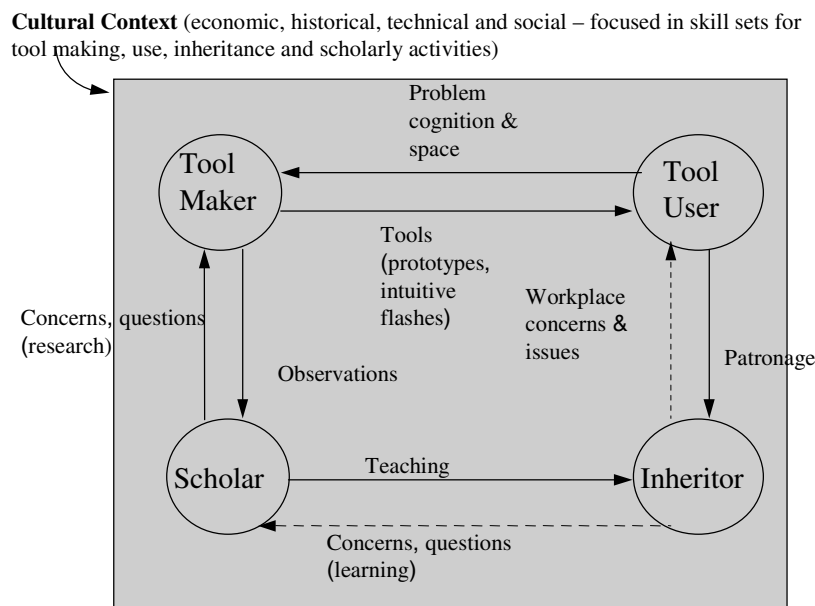 Cultural Context (economic, historical, technical and social – focused in skill sets for
tool making, use, inheritance and scholarly activities)
Problem
cognition &
space
Tool
Maker
Tool
User
Tools
(prototypes,
intuitive
flashes)
Workplace
concerns &
issues
Concerns, questions
(research)
Observations
Patronage
Scholar
Teaching
Inheritor
Concerns, questions
(learning)